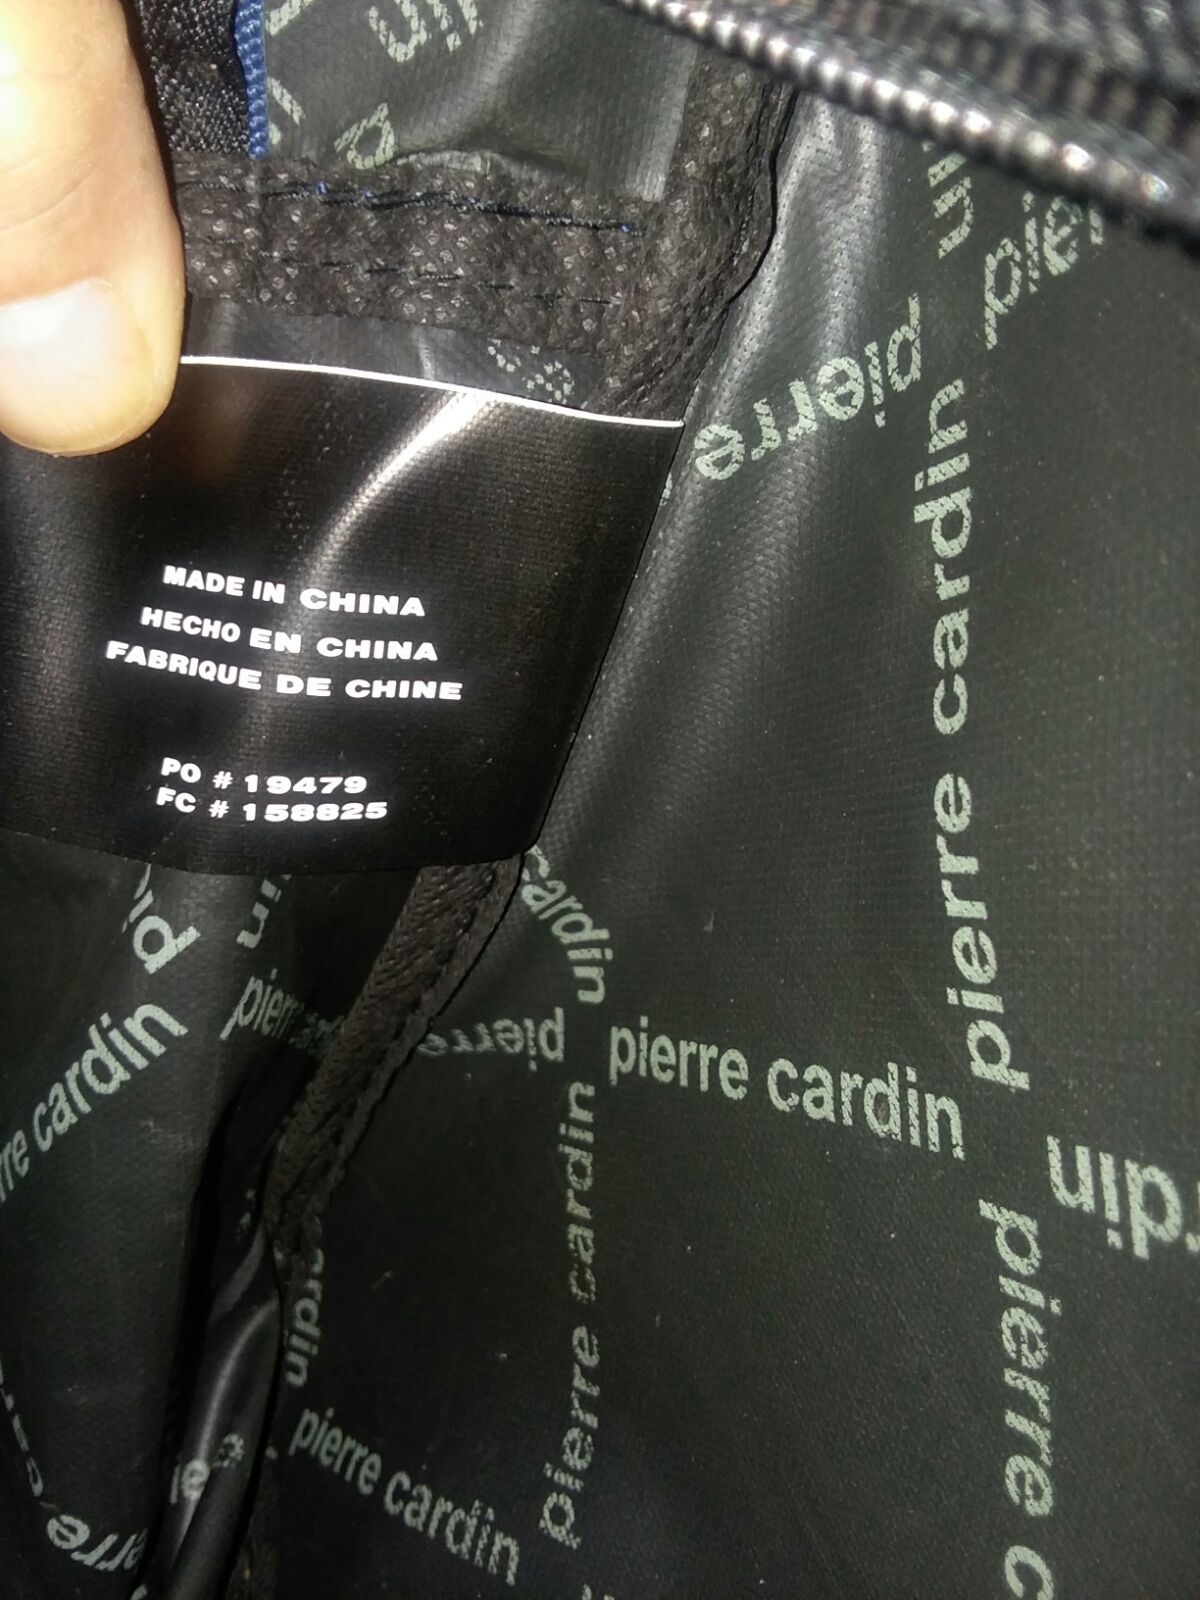 MADE IN CHINA
HECHO EN CHINA
FABRIQUE DE CHINE
PO # 19479
FC # 158825
pierre
pierre cardin
cardin
pierre
pierre cardin
pierre cardin
pierre cardin
pierre
pierre cardin